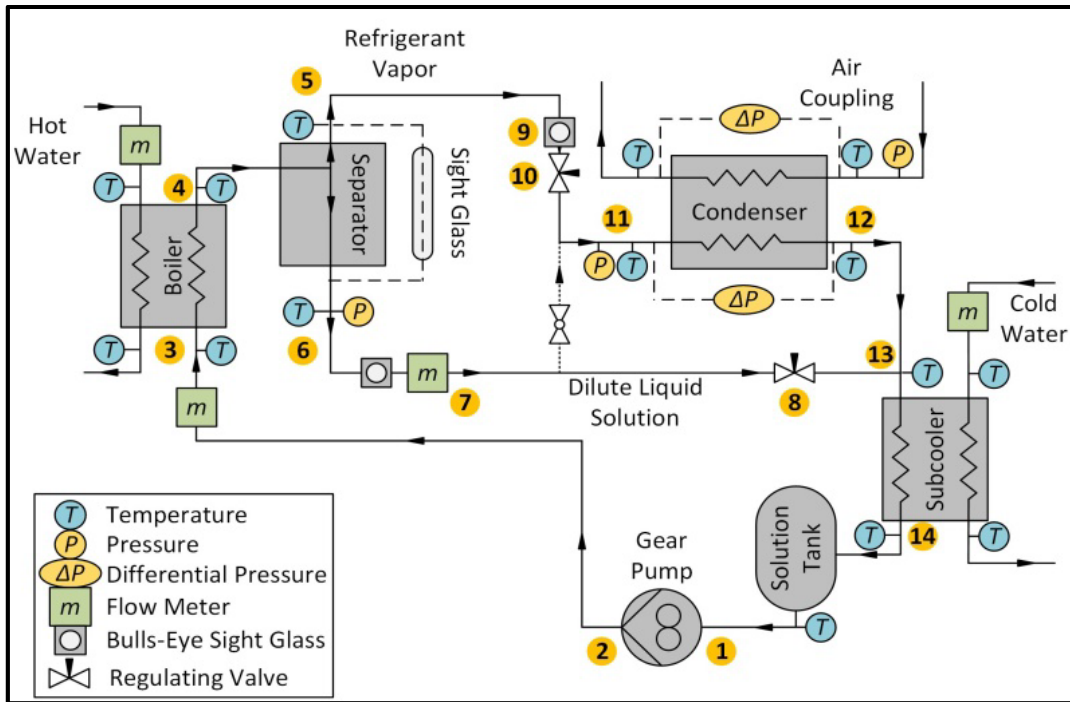 Refrigerant
Vapor
5
Air
Coupling
Hot
Water
m
T
9
ΔP
T
T
P
10
T
4
T
Separator
Sight Glass
Condenser
Boiler
11
12
P
T
T
ΔP
m
Cold
Water
T
3
T
T
P
6
13
T
T
m
7
Dilute Liquid
Solution
8
m
Subcooler
T
Temperature
P
Pressure
ΔP
Differential Pressure
m
Flow Meter
Bulls-Eye Sight Glass
Regulating Valve
Gear
Pump
Solution
Tank
T
14
T
2
1
T